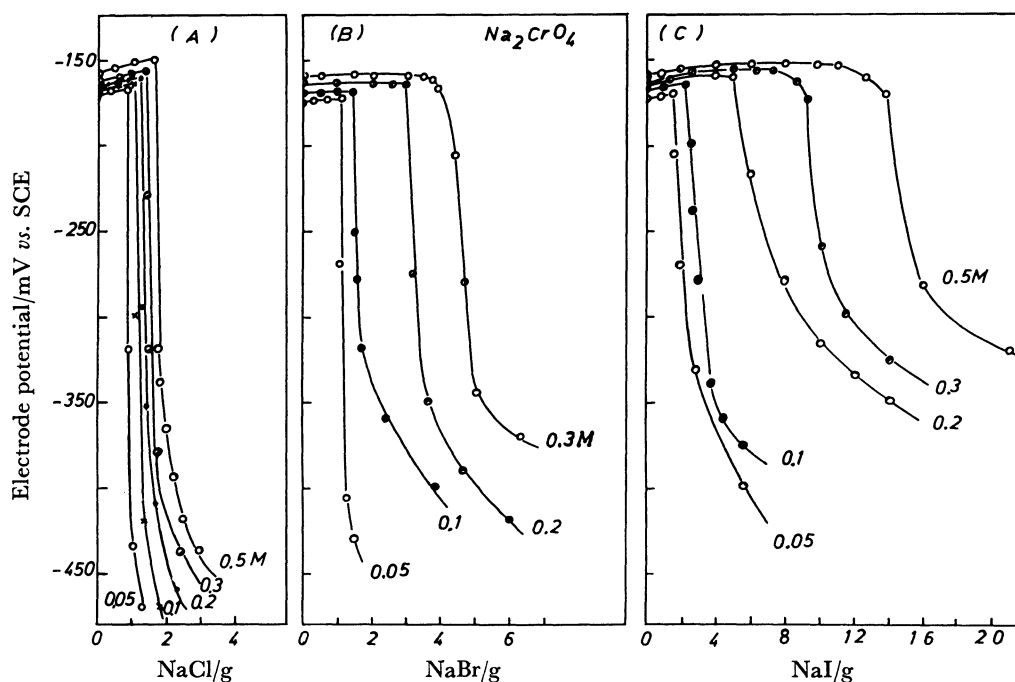 (A)
(B)
Na2CrO4
(C)
Electrode potential/mV vs. SCE
-150
-250
-350
-450
0.05
0.1
0.2
0.3
0.5M
0.05
0.1
0.2
0.3M
0.05
0.1
0.2
0.3
0.5M
0 2 4
0 2 4 6
0 4 8 12 16 20
NaCl/g
NaBr/g
NaI/g